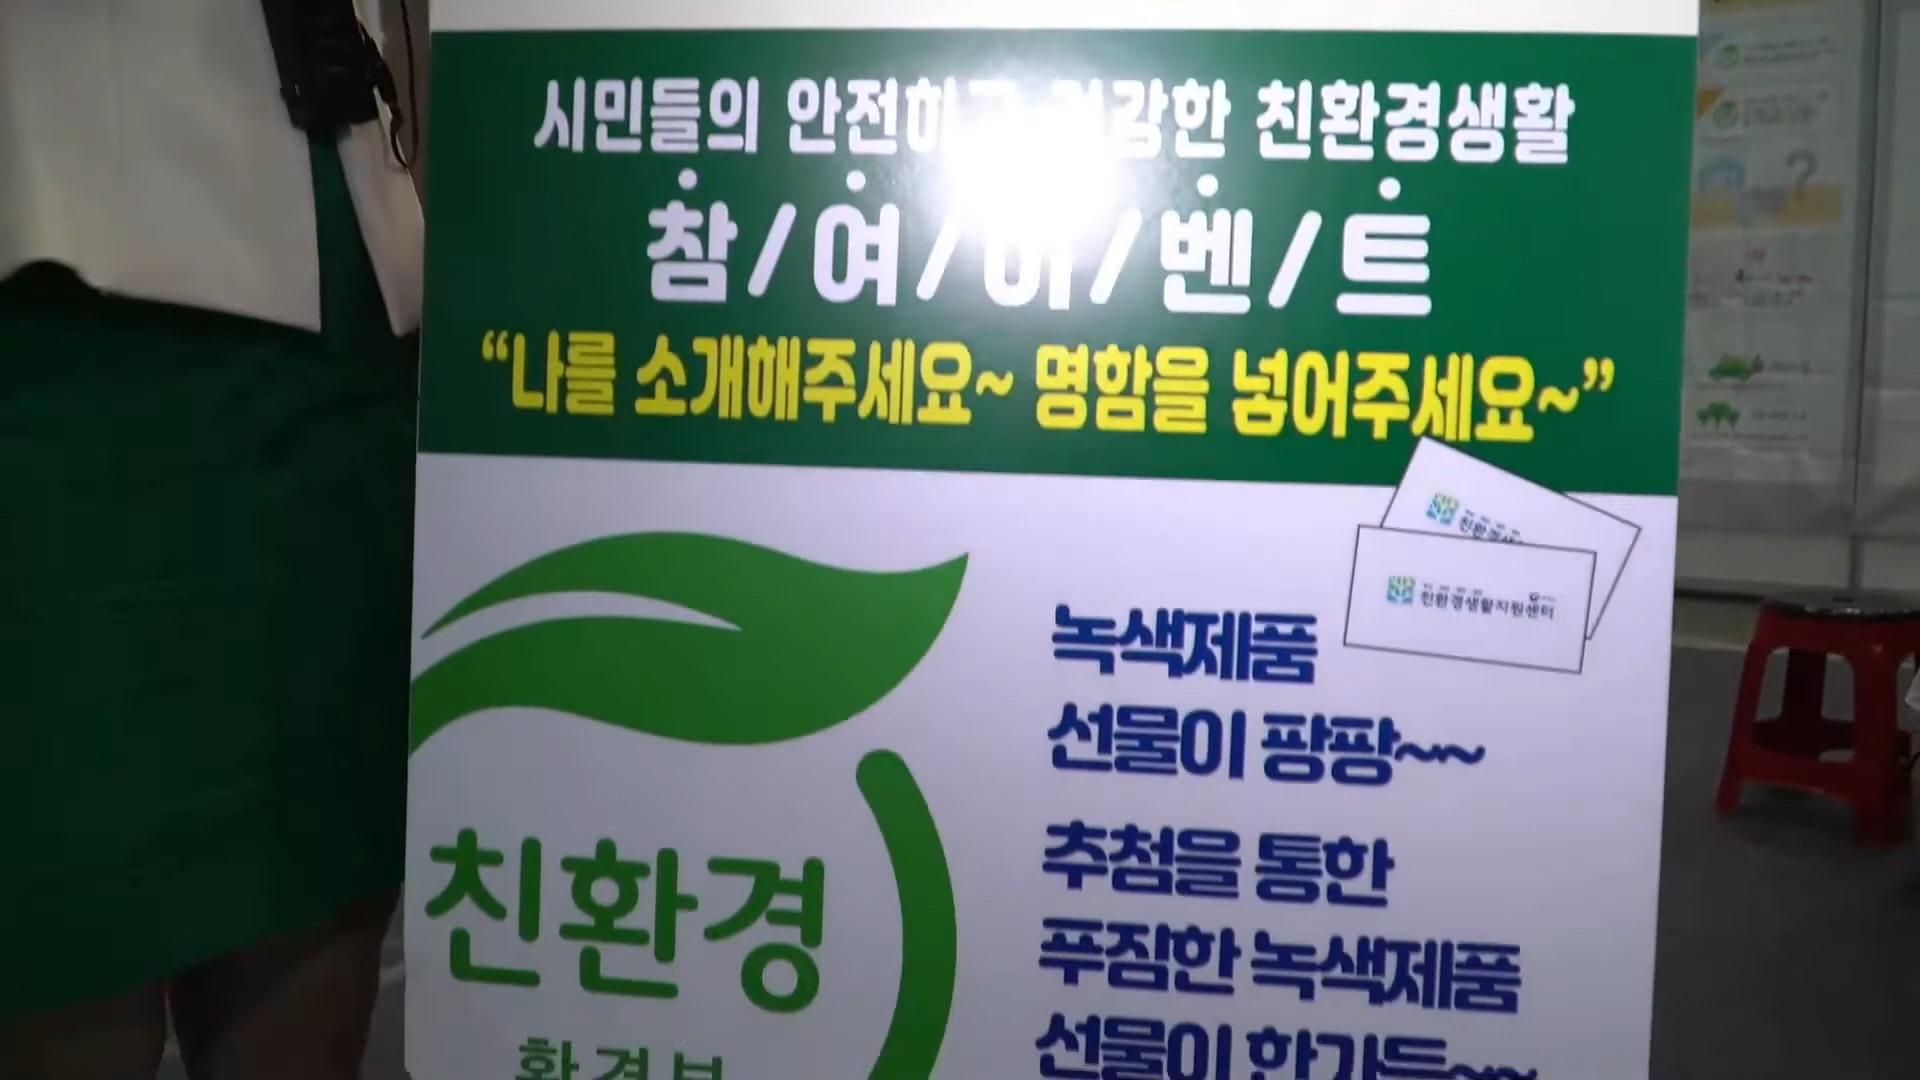 시민들의 안전하고 건강한 친환경생활
참/여/이/벤/트
“나를 소개해주세요~ 명함을 넣어주세요~”
친환경생활지원센터
녹색제품
선물이 팡팡~~
추첨을 통한
푸짐한 녹색제품
선물이 한가득~~
친환경
환경부